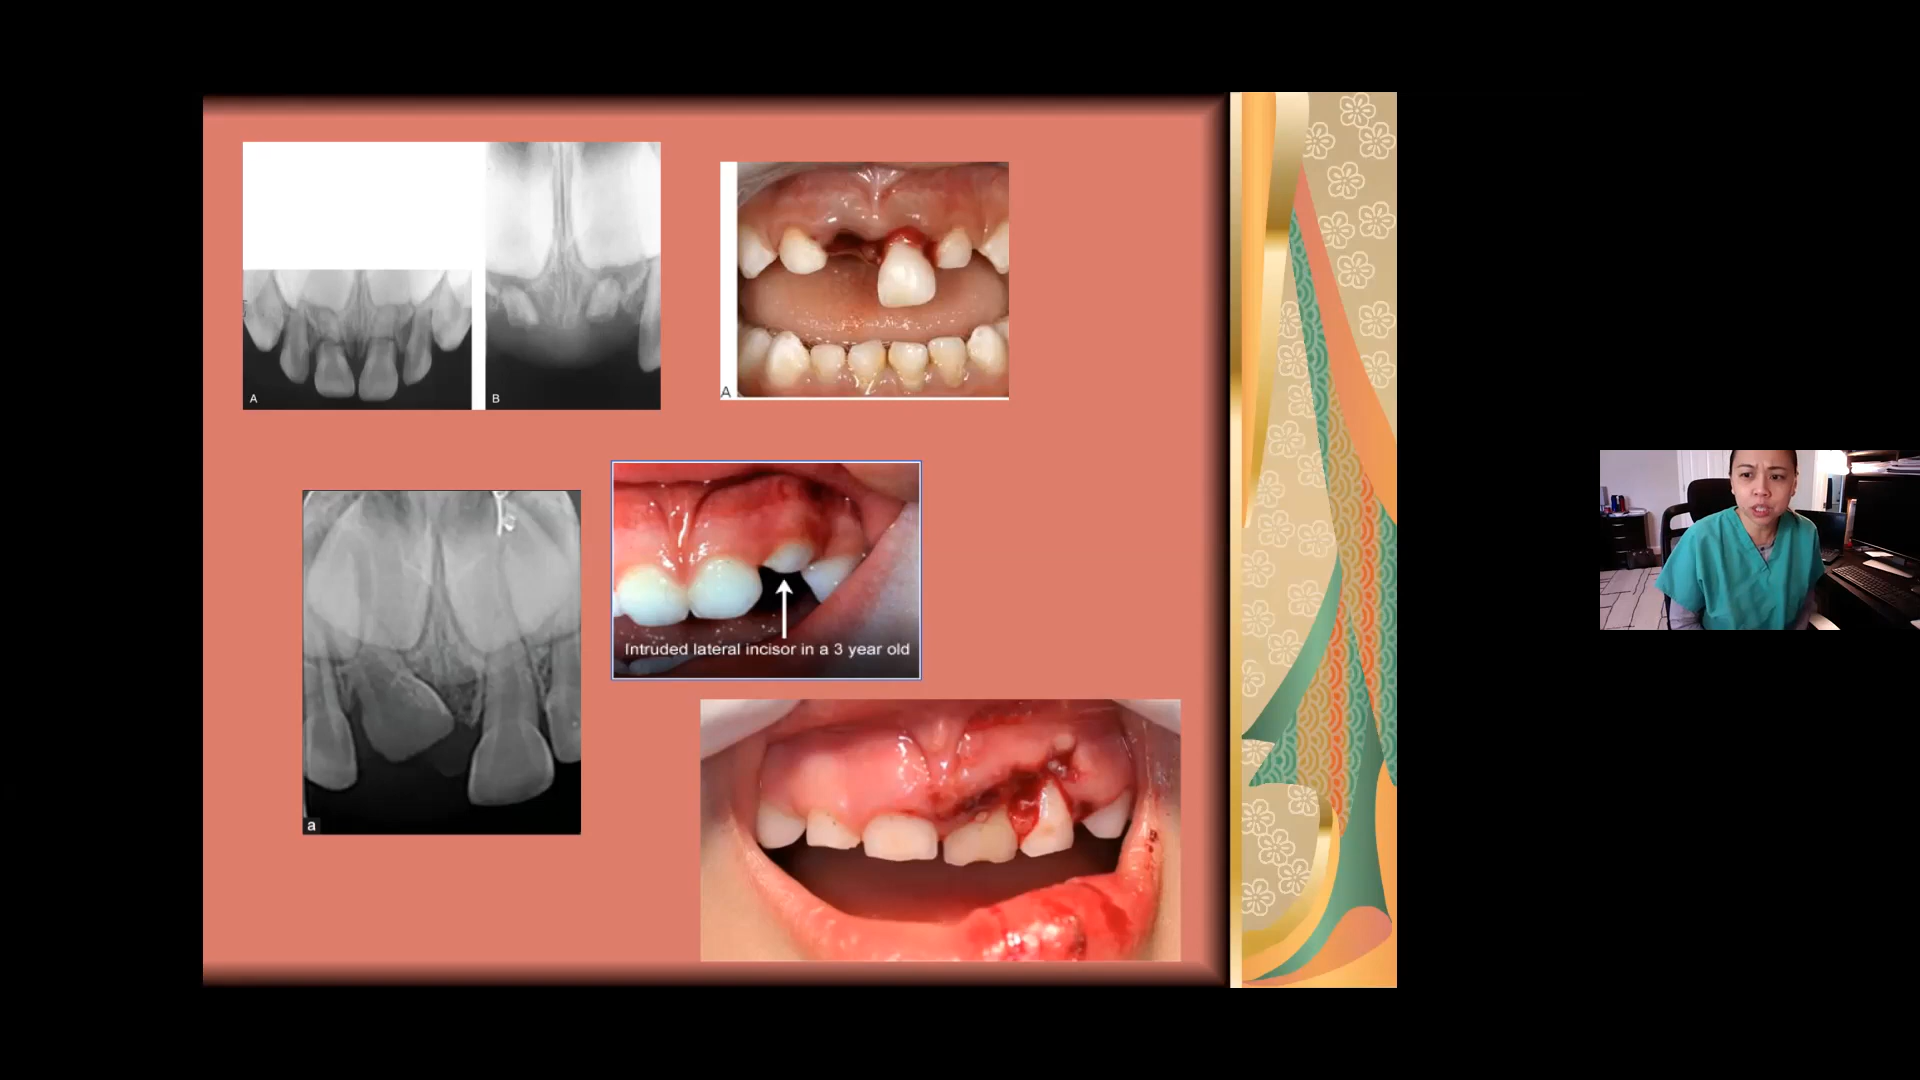 A
B
A
Intruded lateral incisor in a 3 year old
a